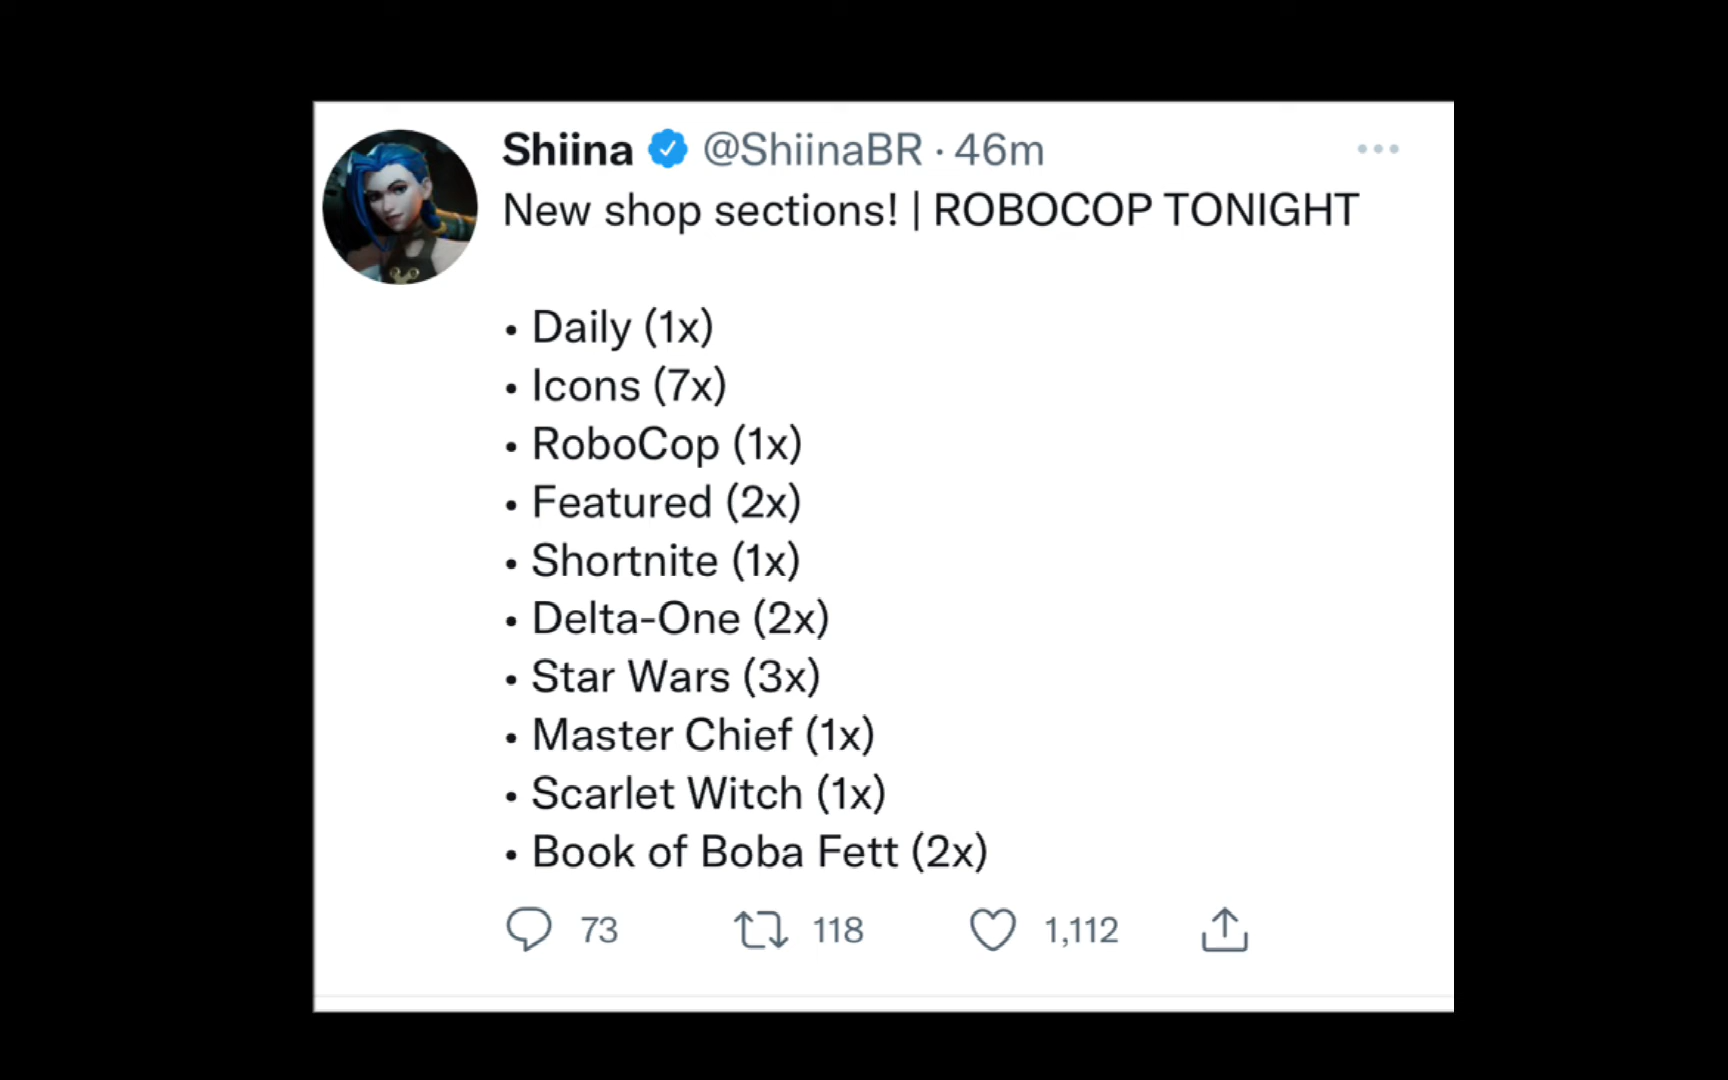 Shiina @ShiinaBR · 46m
New shop sections! | ROBOCOP TONIGHT
• Daily (1x)
• Icons (7x)
• RoboCop (1x)
• Featured (2x)
• Shortnite (1x)
• Delta-One (2x)
• Star Wars (3x)
• Master Chief (1x)
• Scarlet Witch (1x)
• Book of Boba Fett (2x)
73 118 1,112